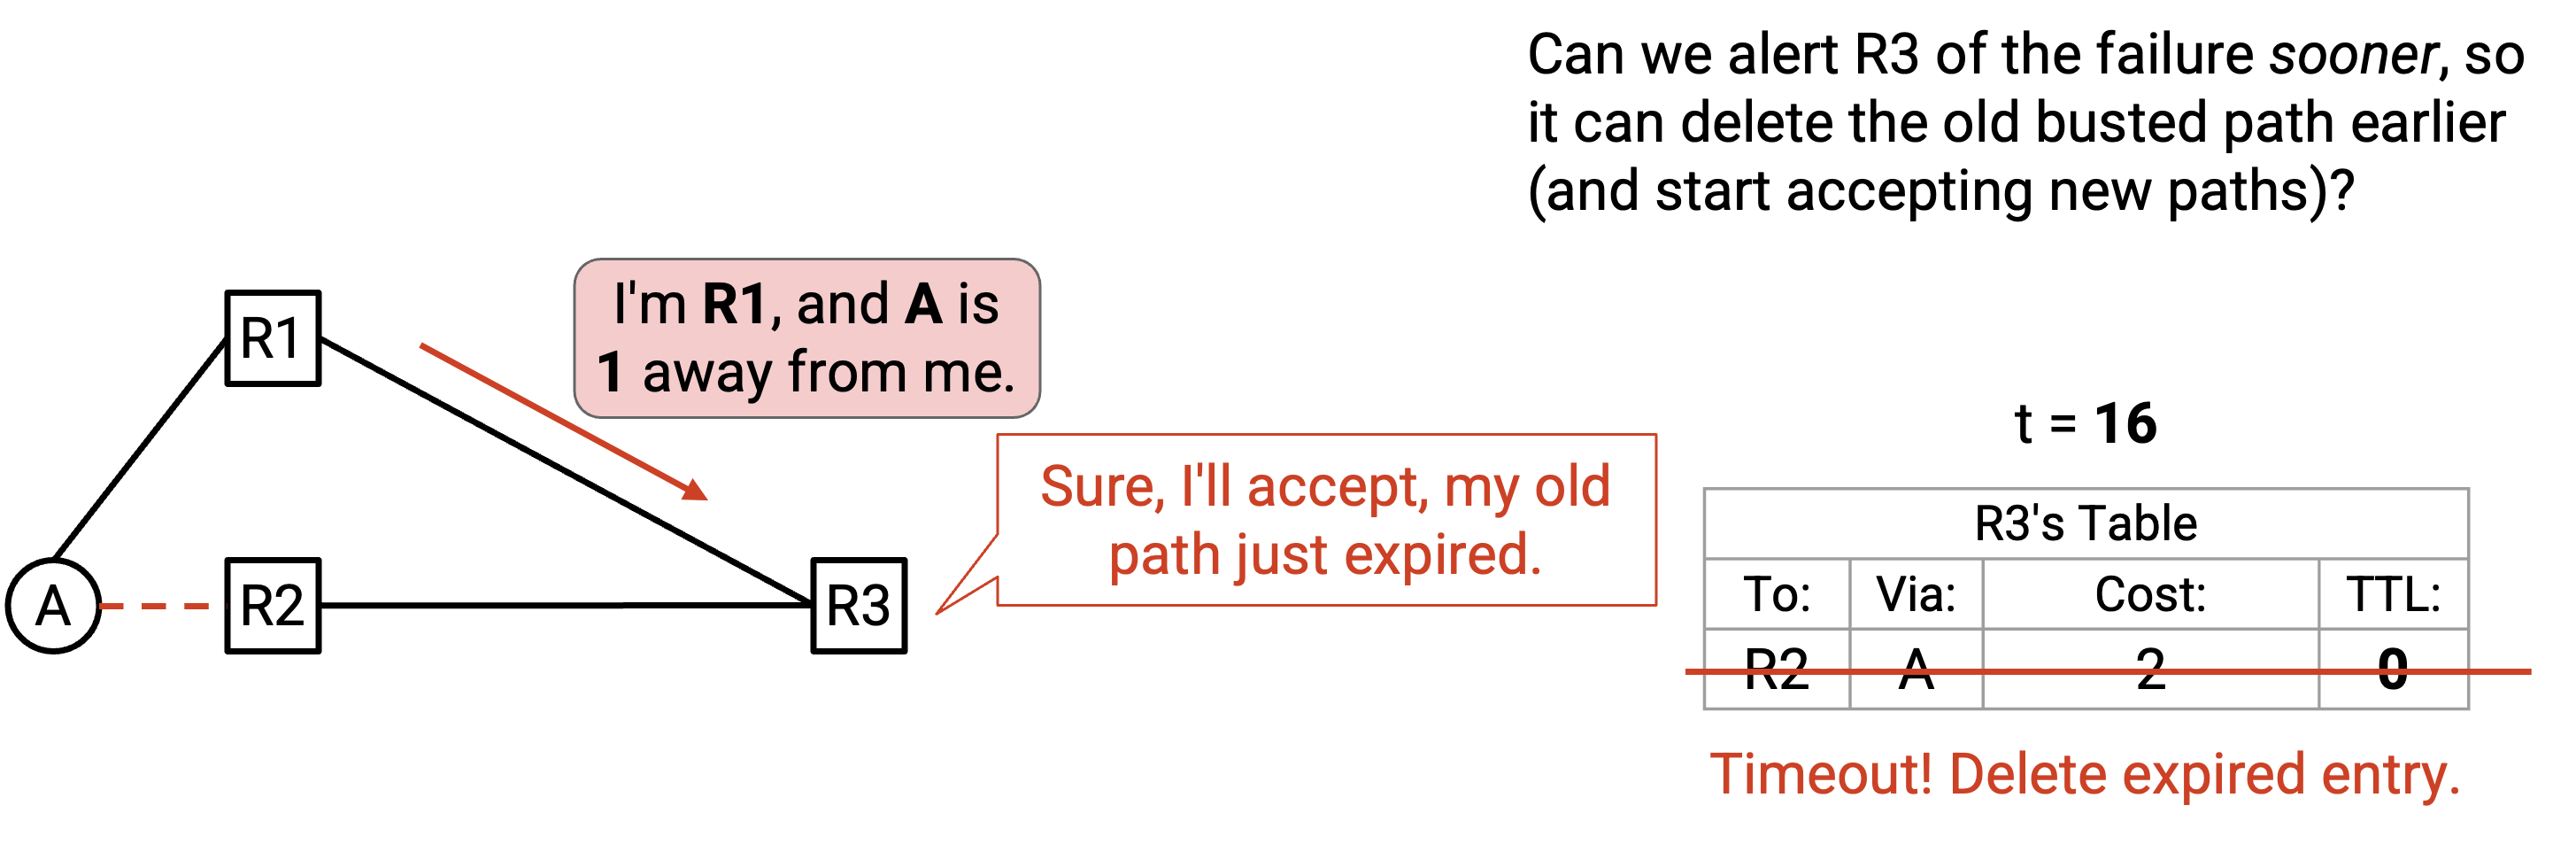 Can we alert R3 of the failure sooner, so
it can delete the old busted path earlier
(and start accepting new paths)?
I'm R1, and A is
1 away from me.
R1
Sure, I'll accept, my old
path just expired.
A
R2
R3
t = 16
R3's Table
To: Via: Cost: TTL:
R2 A 2 0
Timeout! Delete expired entry.